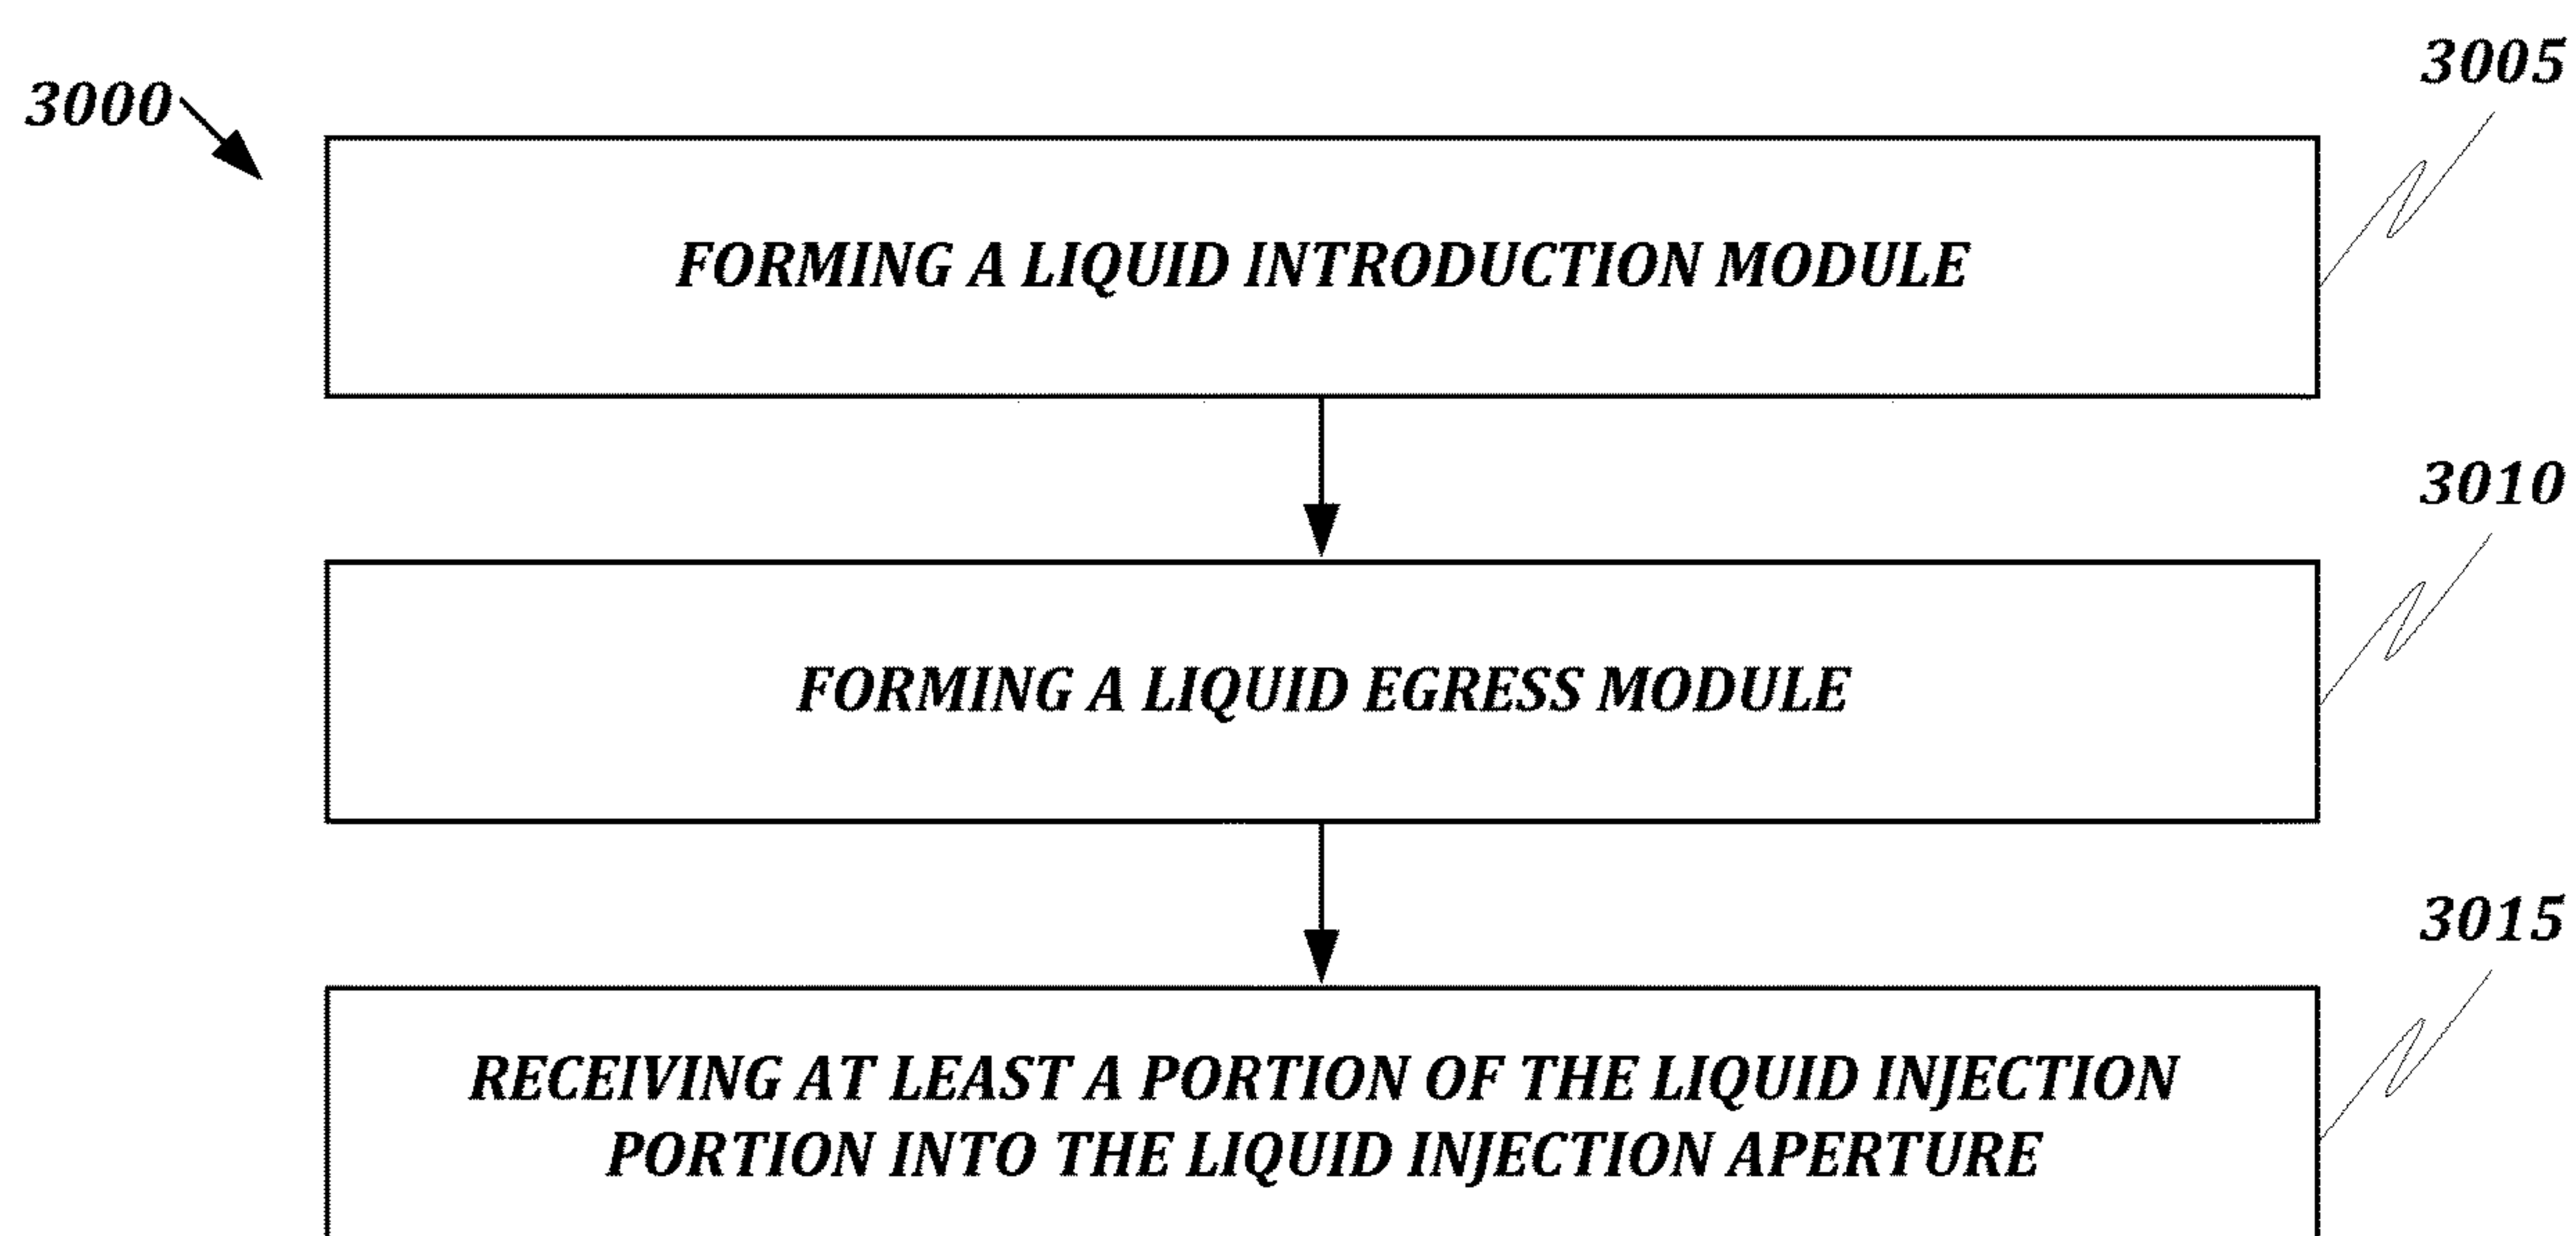 3005
3000
FORMING A LIQUID INTRODUCTION MODULE
3010
FORMING A LIQUID EGRESS MODULE
3015
RECEIVING AT LEAST A PORTION OF THE LIQUID INJECTION
PORTION INTO THE LIQUID INJECTION APERTURE